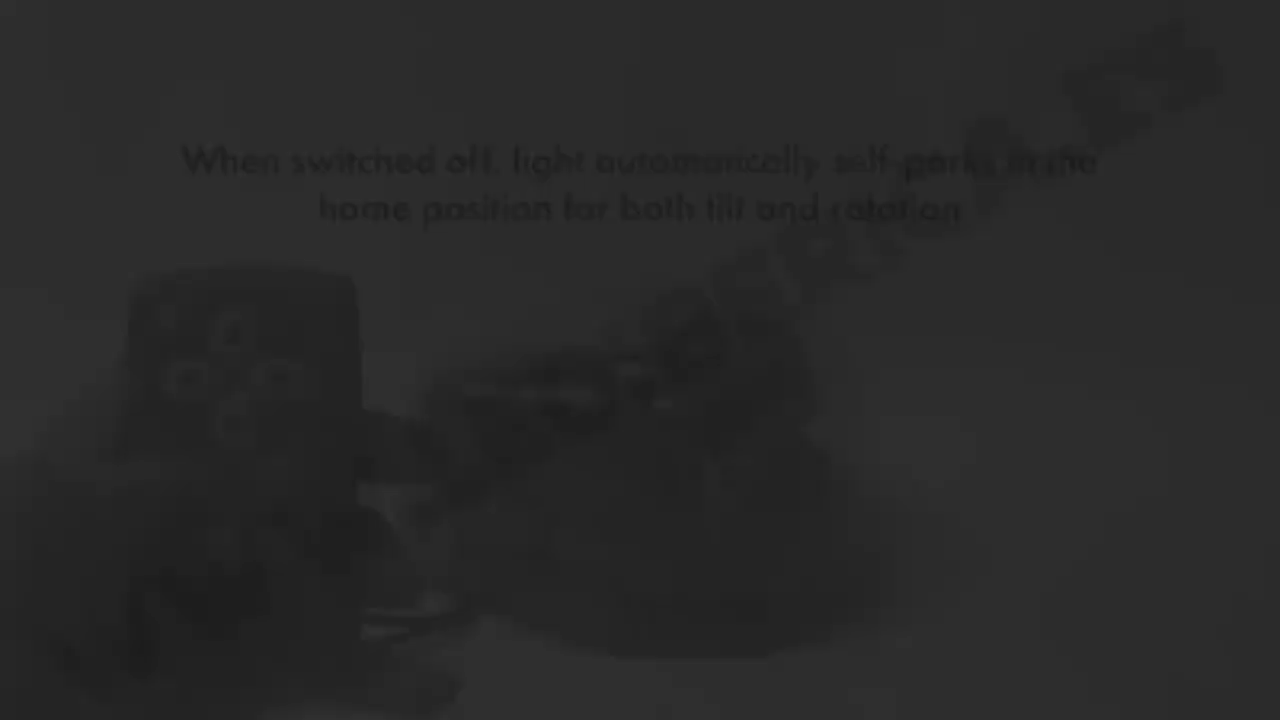 When switched off, light automatically self-parks in the
home position for both tilt and rotation